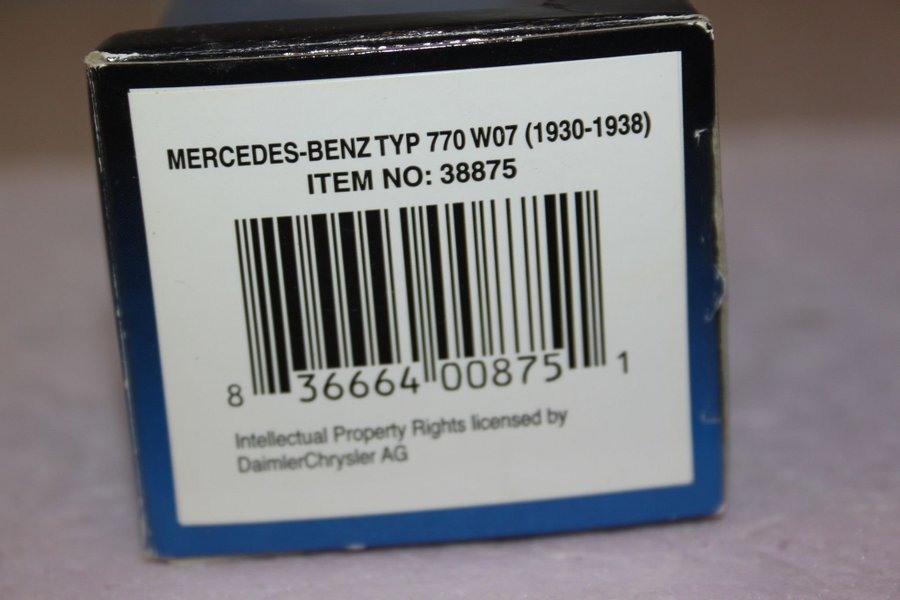 MERCEDES-BENZ TYP 770 W07 (1930-1938)
ITEM NO: 38875
8 36664 00875 1
Intellectual Property Rights licensed by
DaimlerChrysler AG